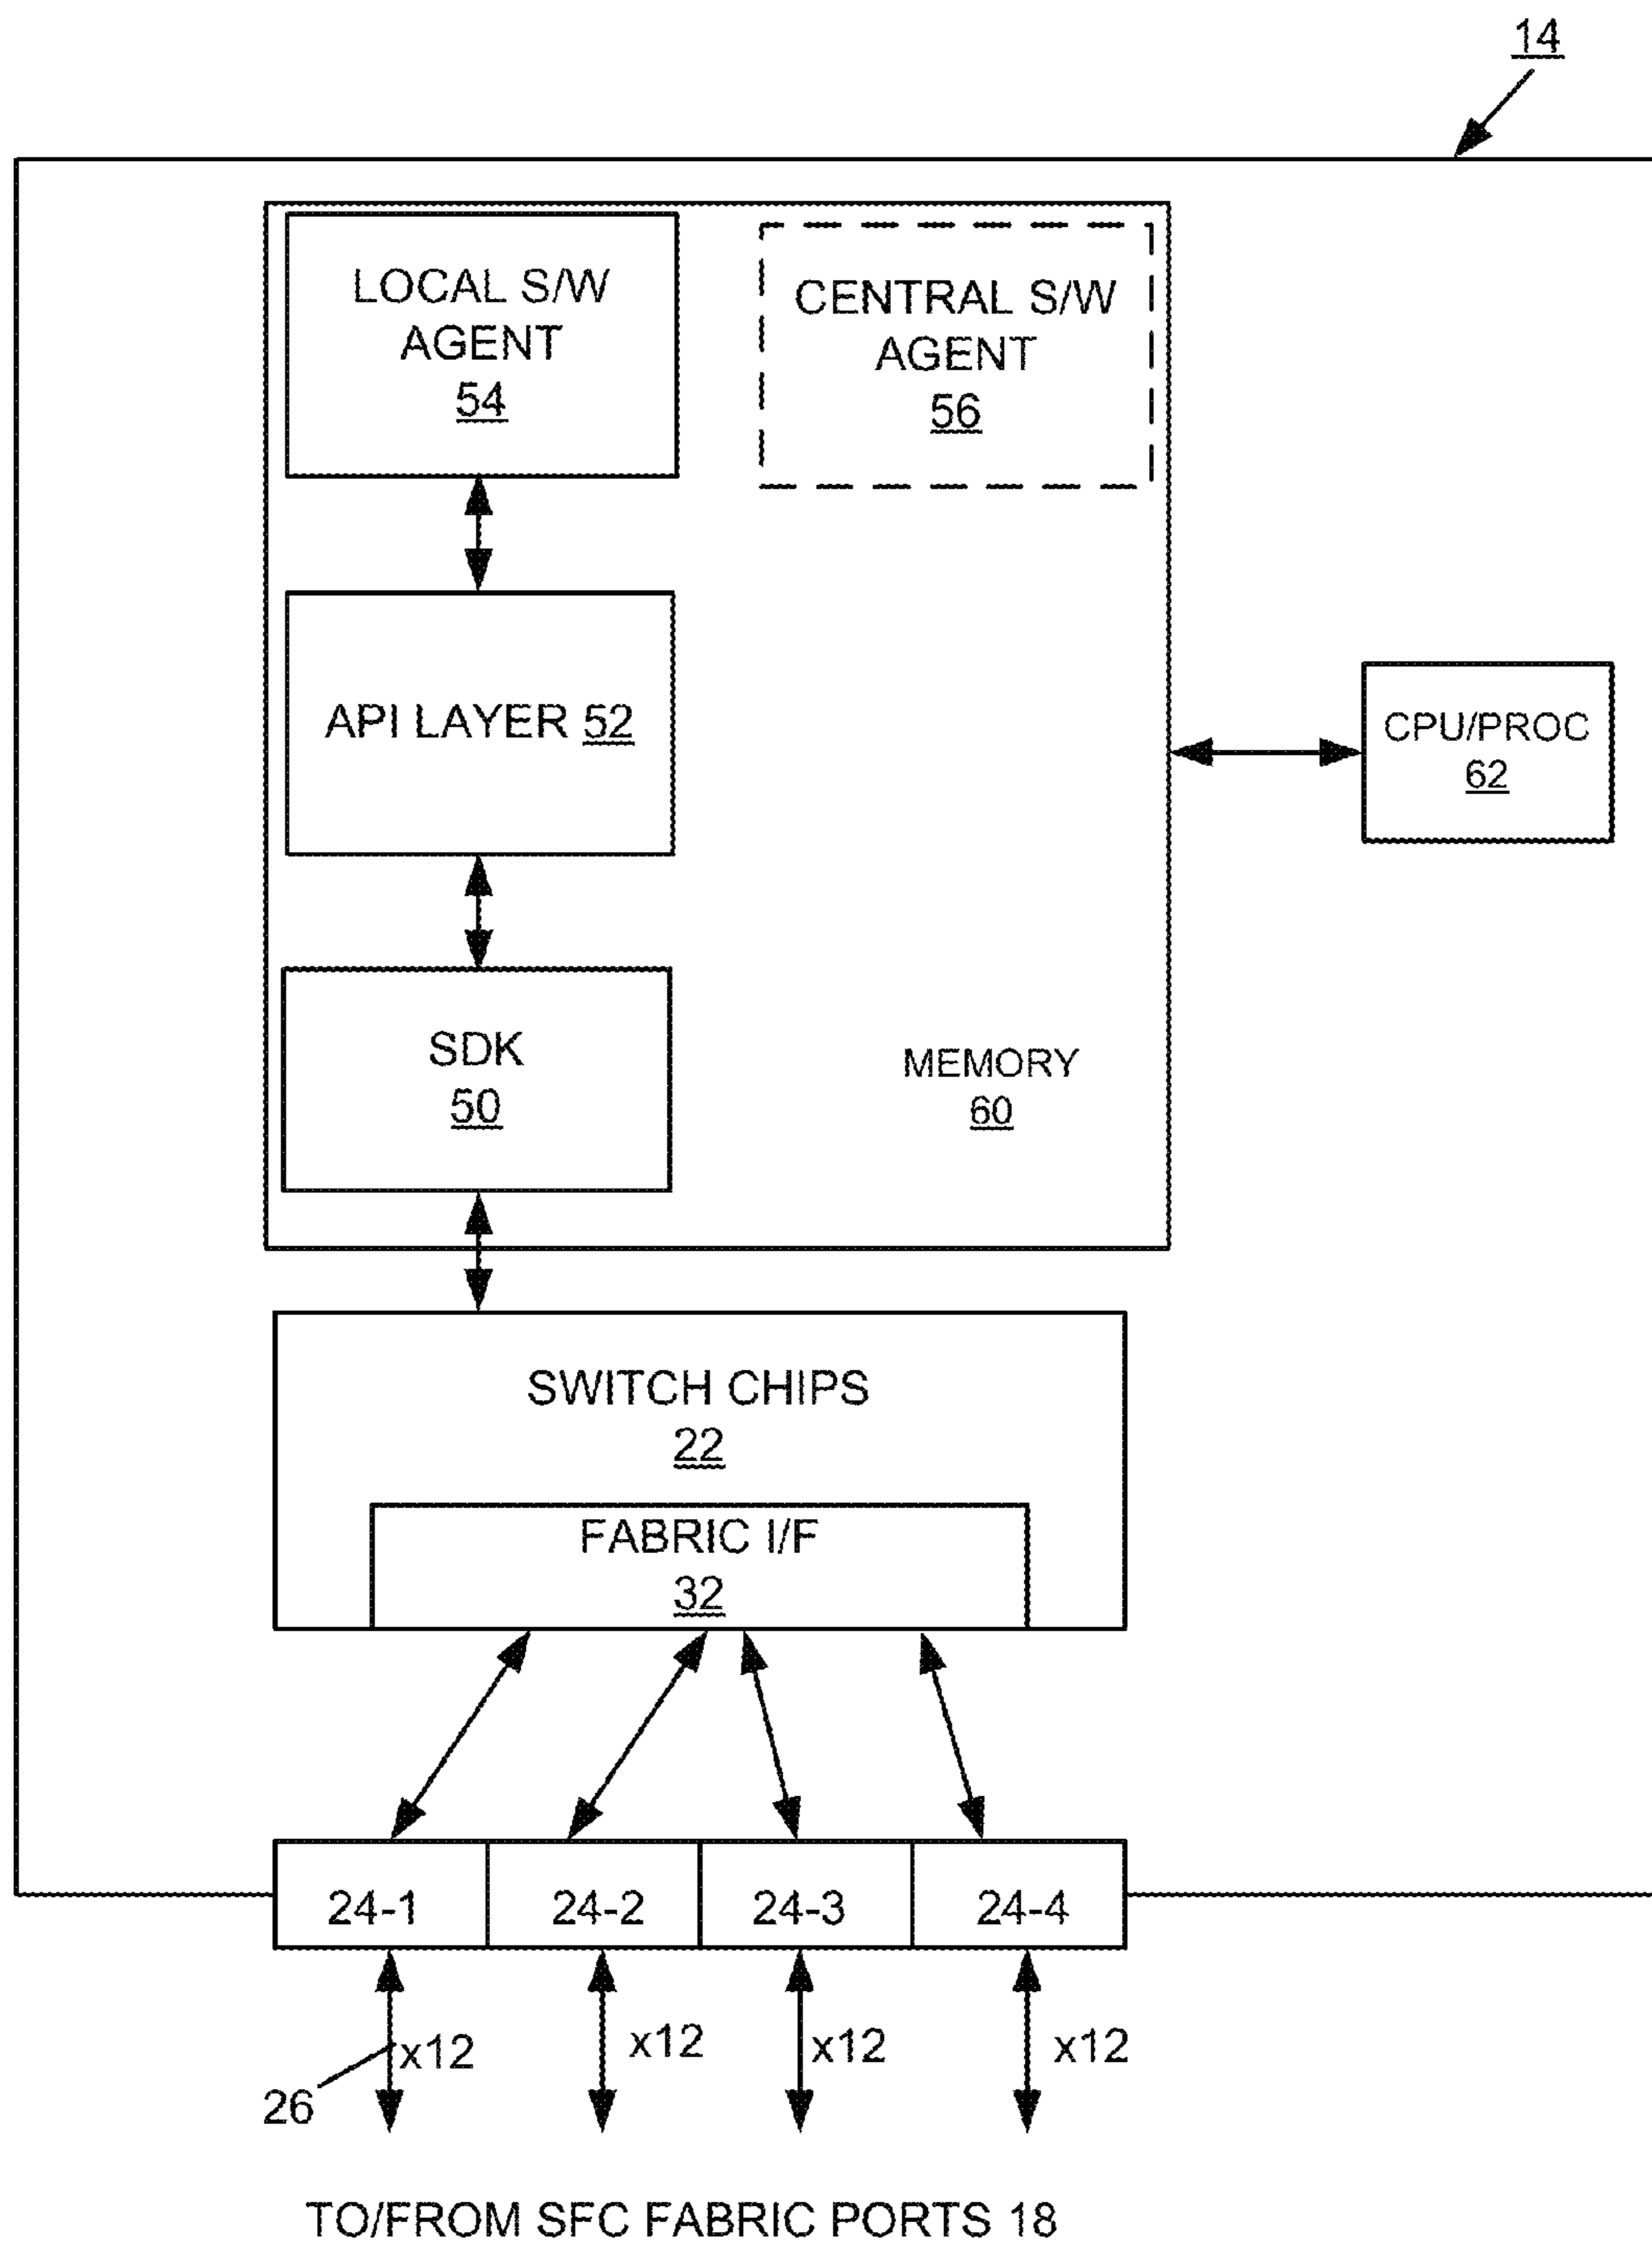 14
LOCAL S/W
AGENT
54
CENTRAL S/W
AGENT
56
API LAYER 52
CPU/PROC
62
SDK
50
MEMORY
60
SWITCH CHIPS
22
FABRIC I/F
32
24-1
24-2
24-3
24-4
x12
x12
x12
x12
26
TO/FROM SFC FABRIC PORTS 18